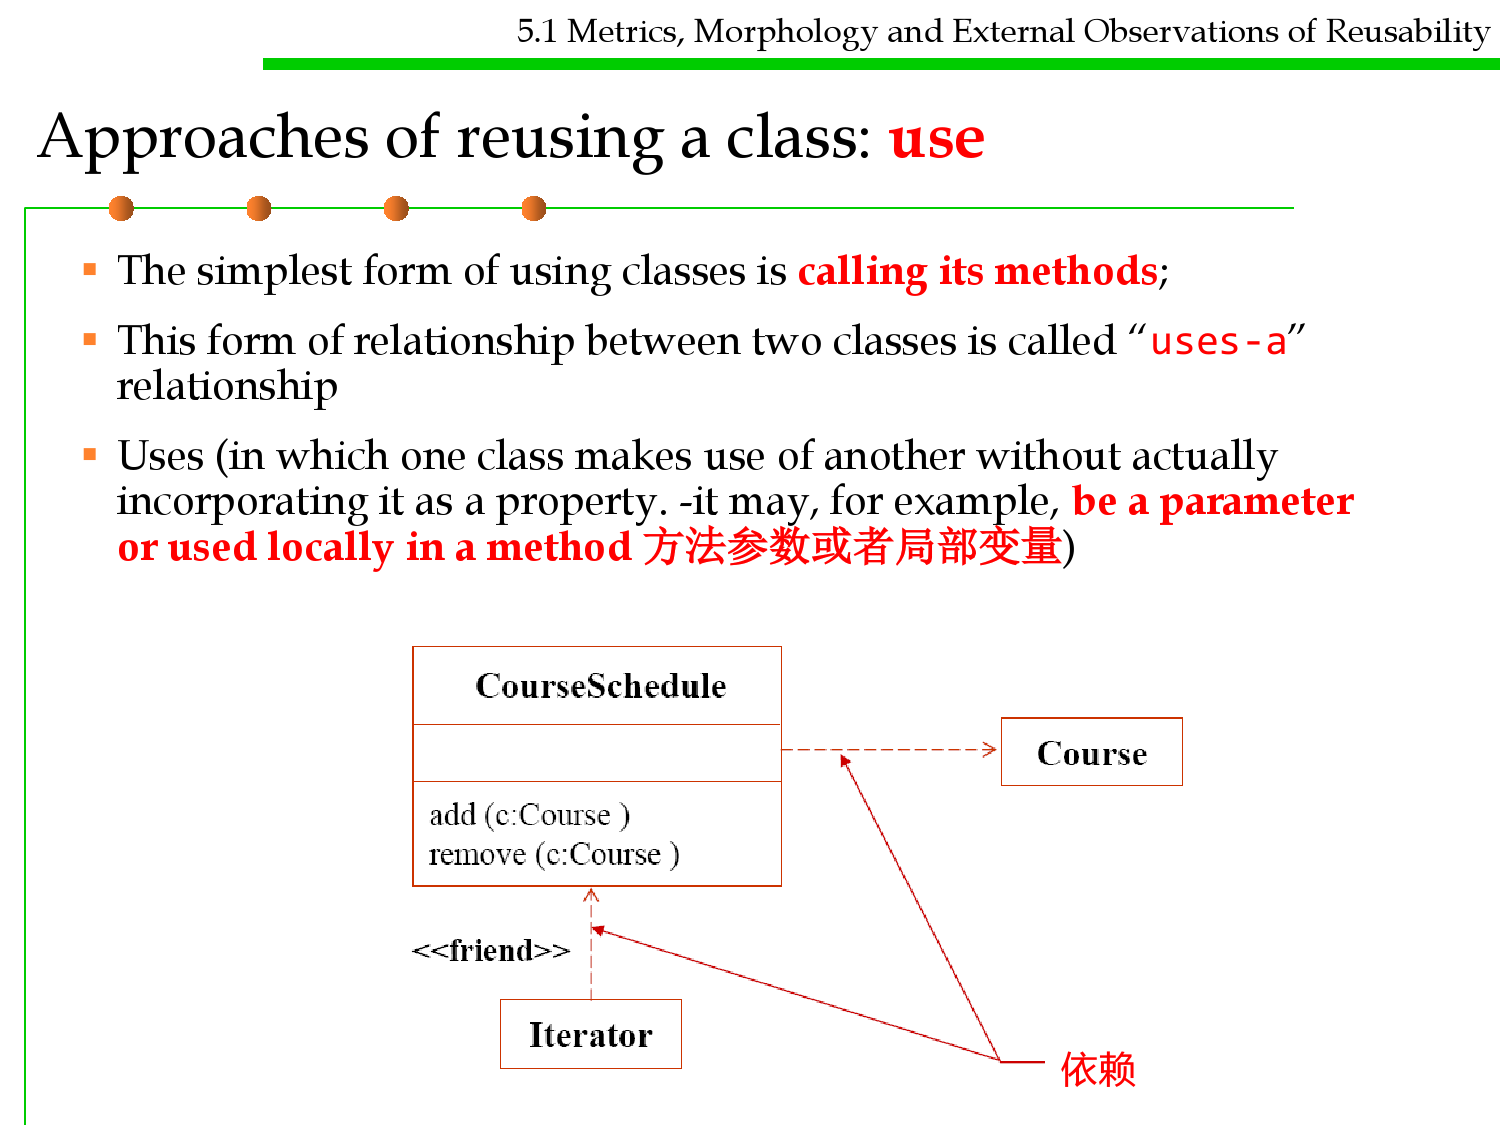 5.1 Metrics, Morphology and External Observations of Reusability
Approaches of reusing a class: use
The simplest form of using classes is calling its methods;
This form of relationship between two classes is called “uses-a”
relationship
Uses (in which one class makes use of another without actually
incorporating it as a property. -it may, for example, be a parameter
or used locally in a method 方法参数或者局部变量)
CourseSchedule
Course
add (c:Course )
remove (c:Course )
<<friend>>
Iterator
依赖